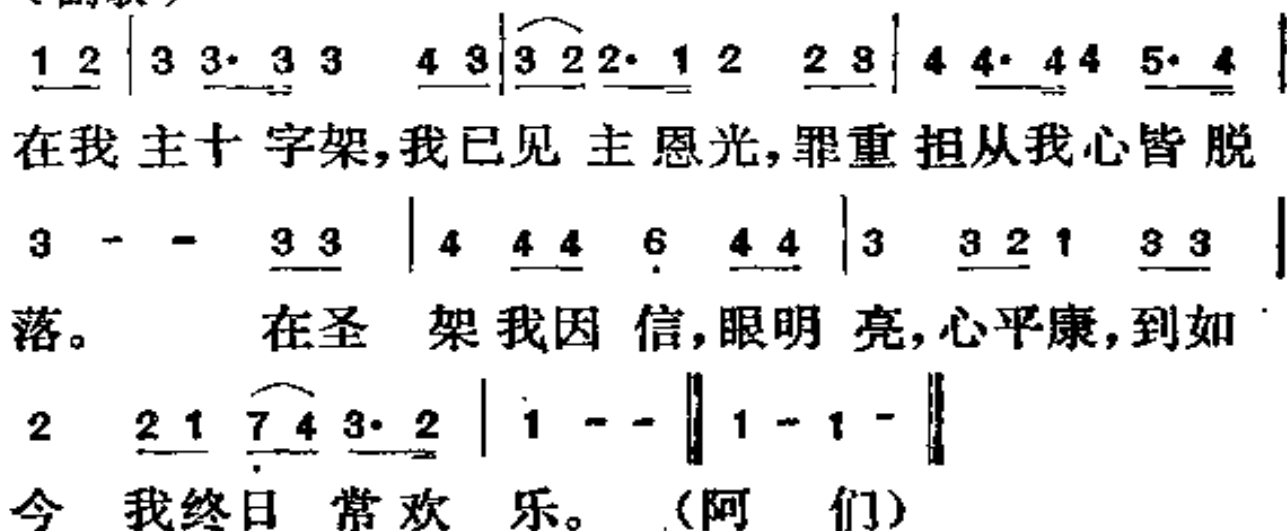 1 2 | 3 3· 3 3 4 3 | 3 2 2· 1 2 2 3 | 4 4· 4 4 5· 4 |
在我 主十 字架,我已见 主 恩光,罪重 担从我心皆 脱
3 - - 3 3 | 4 4 4 6 4 4 | 3 3 2 1 3 3 |
落。 在圣 架我因 信,眼明 亮,心平康,到如
2 2 1 7 4 3· 2 | 1 - - ‖ 1 - 1 - ‖
今 我终日 常欢 乐。 (阿 们)